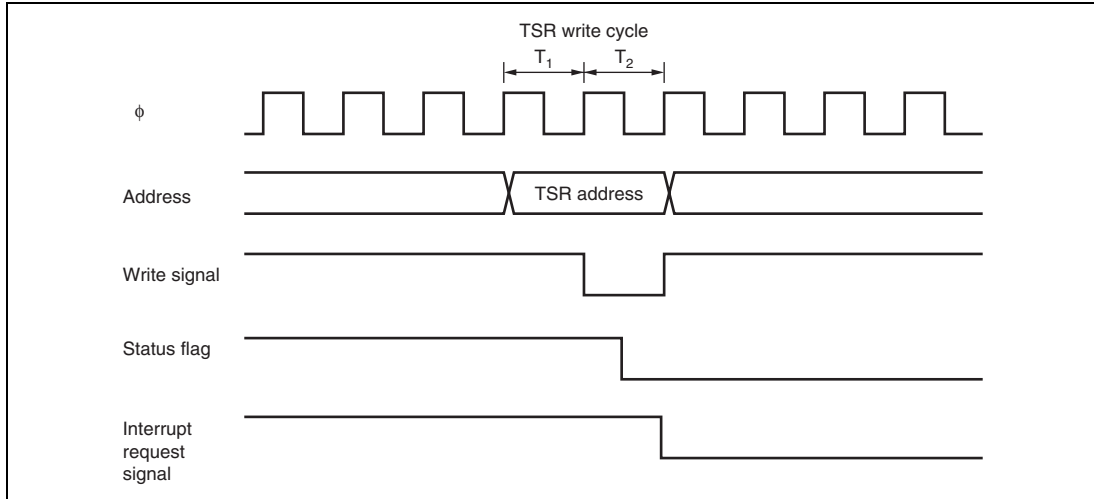 TSR write cycle
T1 T2
ϕ
Address
TSR address
Write signal
Status flag
Interrupt
request
signal